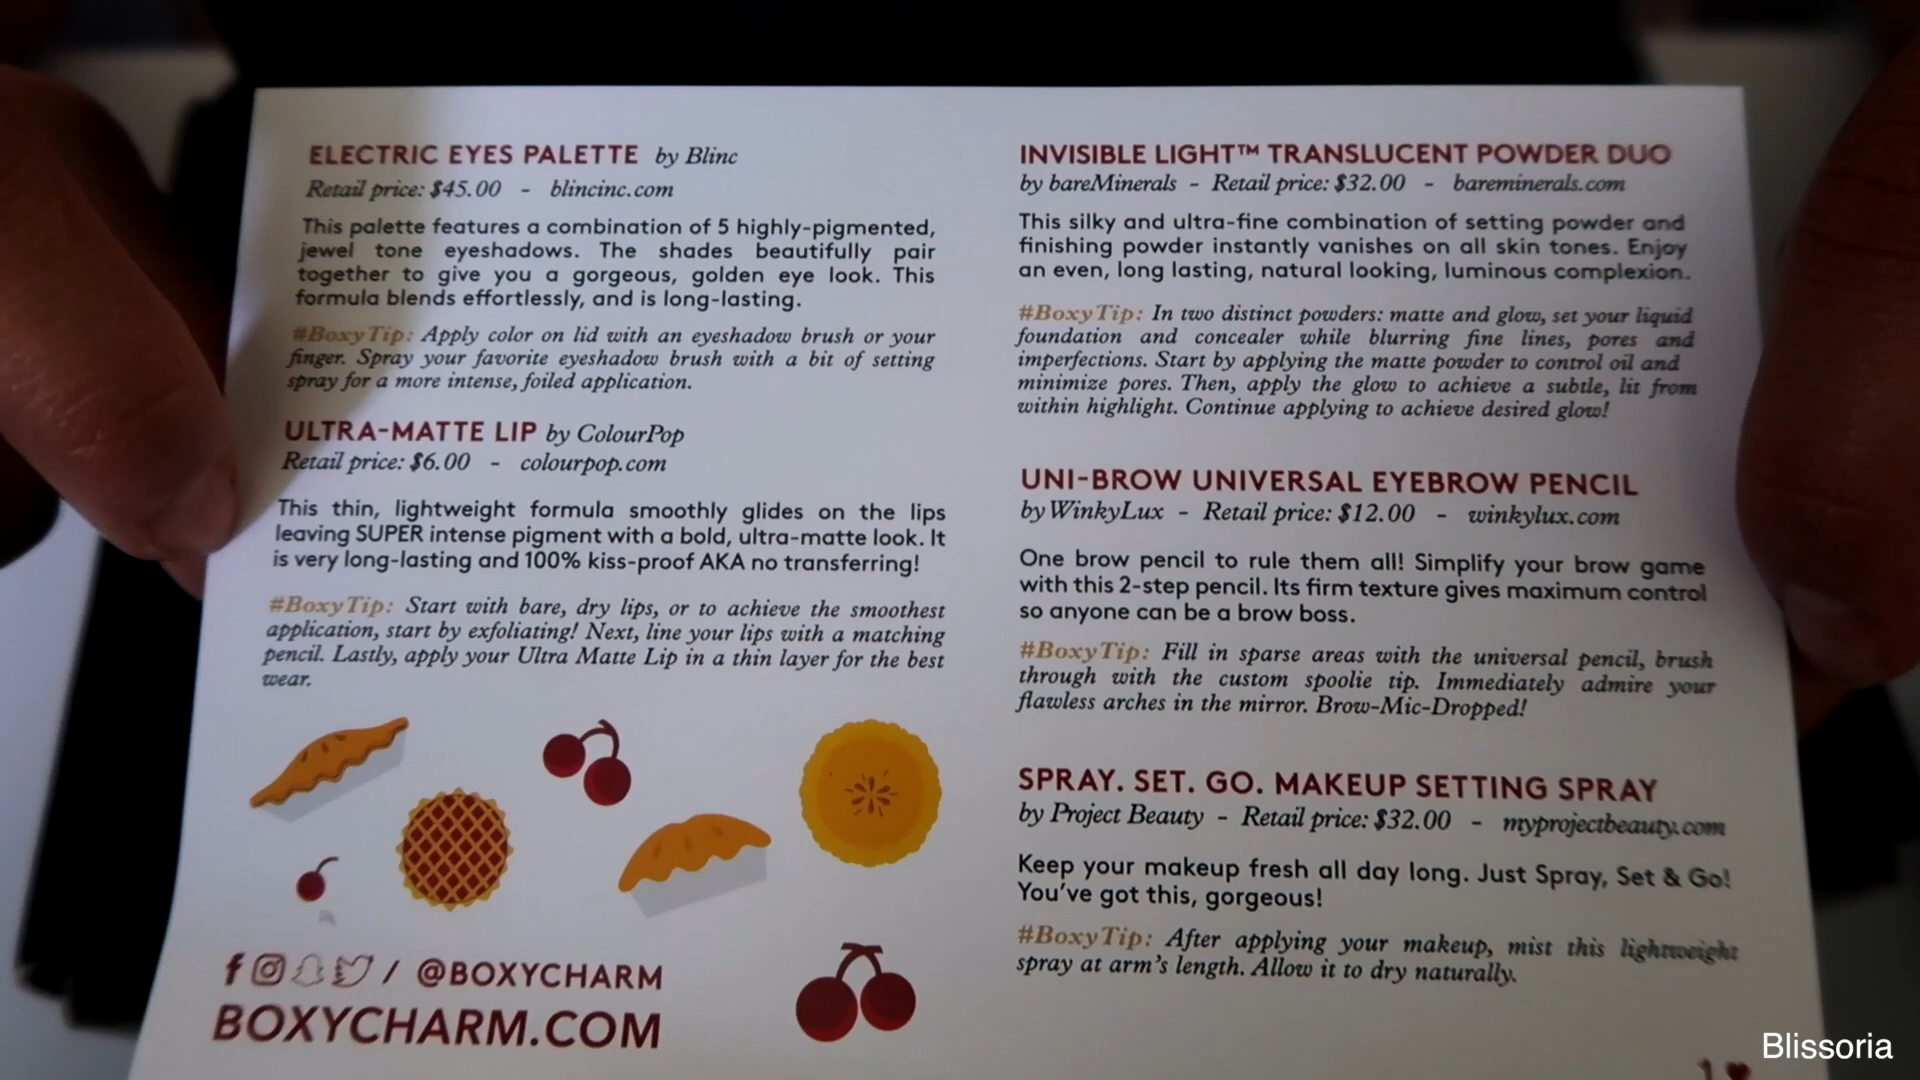 ELECTRIC EYES PALETTE by Blinc
Retail price: $45.00 - blincinc.com
This palette features a combination of 5 highly-pigmented,
jewel tone eyeshadows. The shades beautifully pair
together to give you a gorgeous, golden eye look. This
formula blends effortlessly, and is long-lasting.
#BoxyTip: Apply color on lid with an eyeshadow brush or your
finger. Spray your favorite eyeshadow brush with a bit of setting
spray for a more intense, foiled application.
ULTRA-MATTE LIP by ColourPop
Retail price: $6.00 - colourpop.com
This thin, lightweight formula smoothly glides on the lips
leaving SUPER intense pigment with a bold, ultra-matte look. It
is very long-lasting and 100% kiss-proof AKA no transferring!
#BoxyTip: Start with bare, dry lips, or to achieve the smoothest
application, start by exfoliating! Next, line your lips with a matching
pencil. Lastly, apply your Ultra Matte Lip in a thin layer for the best
wear.
/ @BOXYCHARM
BOXYCHARM.COM
INVISIBLE LIGHT™ TRANSLUCENT POWDER DUO
by bareMinerals - Retail price: $32.00 - bareminerals.com
This silky and ultra-fine combination of setting powder and
finishing powder instantly vanishes on all skin tones. Enjoy
an even, long lasting, natural looking, luminous complexion.
#BoxyTip: In two distinct powders: matte and glow, set your liquid
foundation and concealer while blurring fine lines, pores and
imperfections. Start by applying the matte powder to control oil and
minimize pores. Then, apply the glow to achieve a subtle, lit from
within highlight. Continue applying to achieve desired glow!
UNI-BROW UNIVERSAL EYEBROW PENCIL
by WinkyLux - Retail price: $12.00 - winkylux.com
One brow pencil to rule them all! Simplify your brow game
with this 2-step pencil. Its firm texture gives maximum control
so anyone can be a brow boss.
#BoxyTip: Fill in sparse areas with the universal pencil, brush
through with the custom spoolie tip. Immediately admire your
flawless arches in the mirror. Brow-Mic-Dropped!
SPRAY. SET. GO. MAKEUP SETTING SPRAY
by Project Beauty - Retail price: $32.00 - myprojectbeauty.com
Keep your makeup fresh all day long. Just Spray, Set & Go!
You've got this, gorgeous!
#BoxyTip: After applying your makeup, mist this lightweight
spray at arm's length. Allow it to dry naturally.
Blissoria